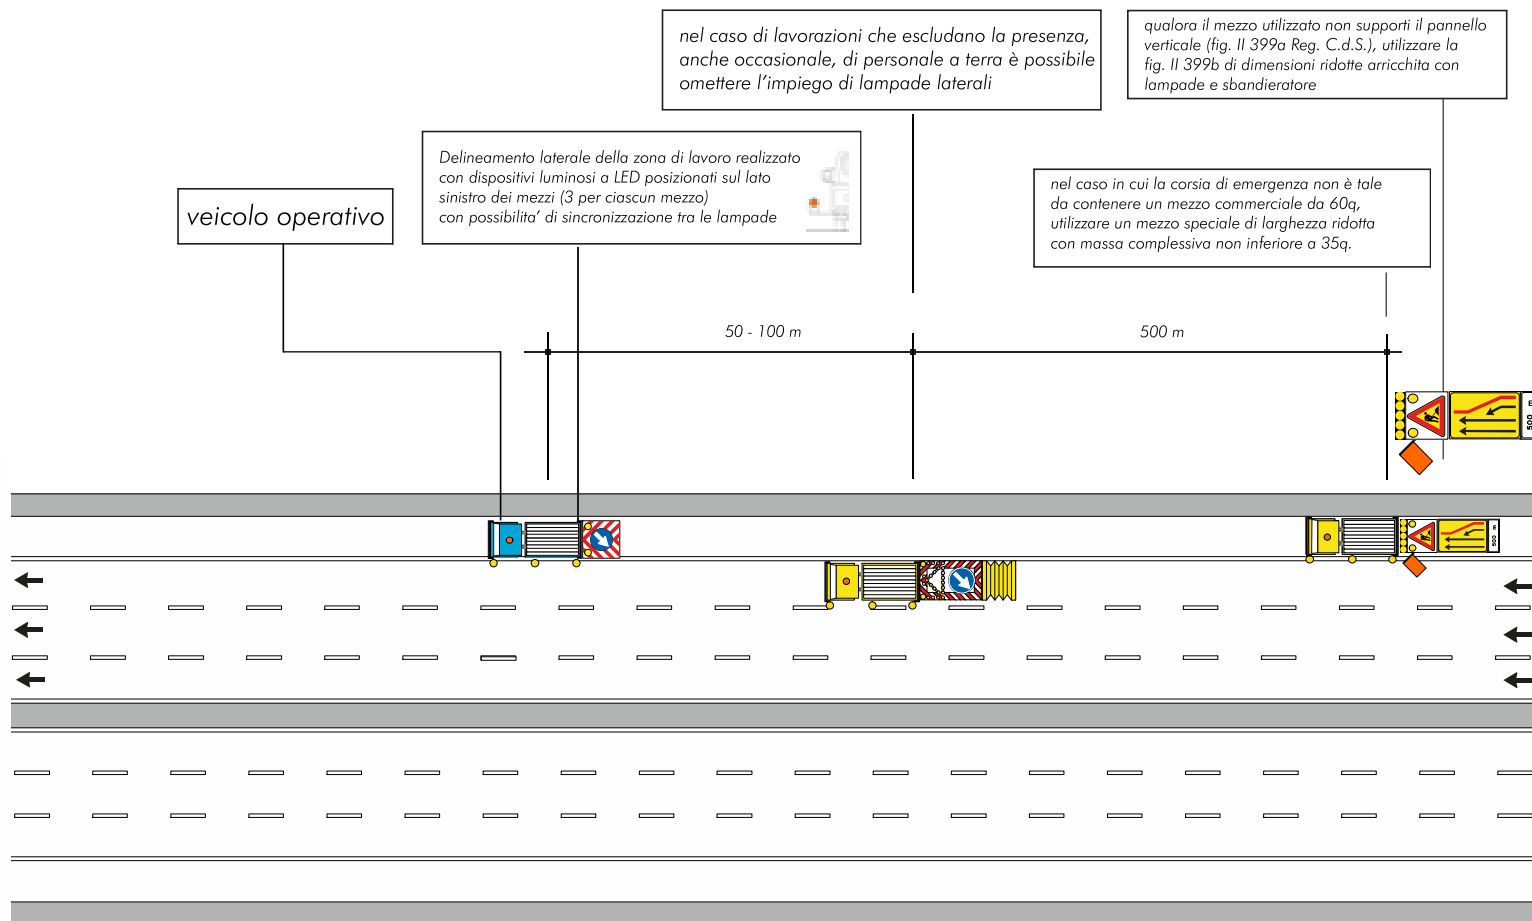 nel caso di lavorazioni che escludano la presenza,
anche occasionale, di personale a terra è possibile
omettere l'impiego di lampade laterali
qualora il mezzo utilizzato non supporti il pannello
verticale (fig. II 399a Reg. C.d.S.), utilizzare la
fig. II 399b di dimensioni ridotte arricchita con
lampade e sbandieratore
Delineamento laterale della zona di lavoro realizzato
con dispositivi luminosi a LED posizionati sul lato
sinistro dei mezzi (3 per ciascun mezzo)
con possibilita' di sincronizzazione tra le lampade
veicolo operativo
nel caso in cui la corsia di emergenza non è tale
da contenere un mezzo commerciale da 60q,
utilizzare un mezzo speciale di larghezza ridotta
con massa complessiva non inferiore a 35q.
50 - 100 m
500 m
500 m
500 m